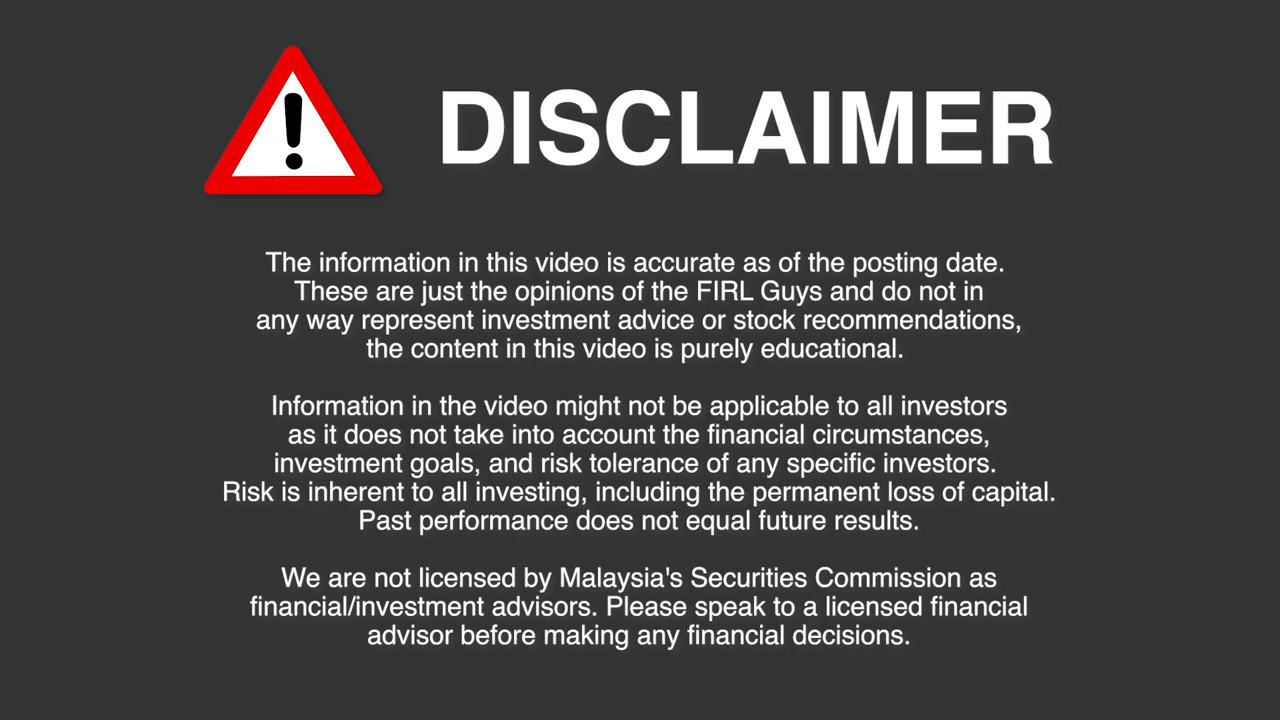 DISCLAIMER
The information in this video is accurate as of the posting date.
These are just the opinions of the FIRL Guys and do not in
any way represent investment advice or stock recommendations,
the content in this video is purely educational.
Information in the video might not be applicable to all investors
as it does not take into account the financial circumstances,
investment goals, and risk tolerance of any specific investors.
Risk is inherent to all investing, including the permanent loss of capital.
Past performance does not equal future results.
We are not licensed by Malaysia's Securities Commission as
financial/investment advisors. Please speak to a licensed financial
advisor before making any financial decisions.